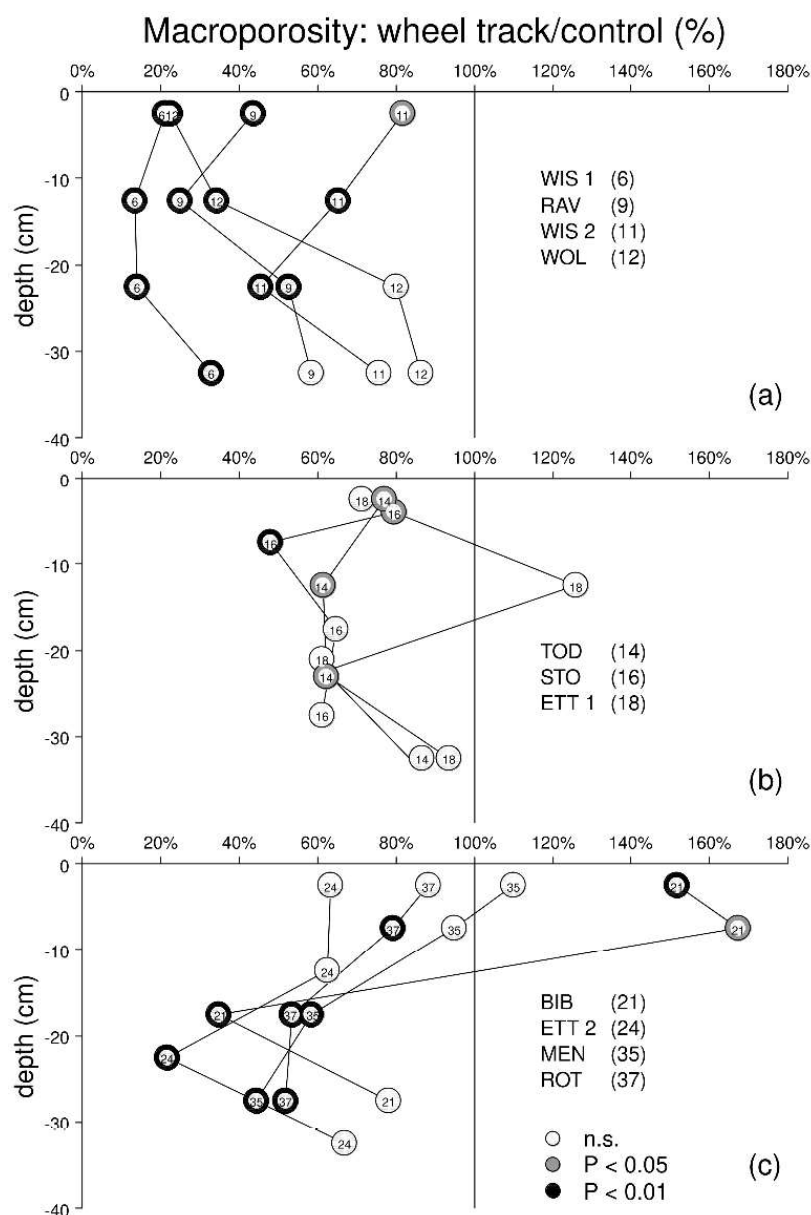 Macroporosity: wheel track/control (%)
0% 20% 40% 60% 80% 100% 120% 140% 160% 180%
0
612 9 11
-10
WIS 1 (6)
6 9 12 11
RAV (9)
WIS 2 (11)
WOL (12)
depth (cm)
-20
6 11 9 12
-30
6 9 11 12
(a)
-40
0% 20% 40% 60% 80% 100% 120% 140% 160% 180%
0
18 14
16
16
-10
14 18
16
TOD (14)
depth (cm)
-20
18
STO (16)
14
ETT 1 (18)
16
-30
14 18
(b)
-40
0% 20% 40% 60% 80% 100% 120% 140% 160% 180%
0
24 37 35 21
37 35 21
-10
24
BIB (21)
21 37 35
ETT 2 (24)
depth (cm)
-20
MEN (35)
24
ROT (37)
35 37 21
-30
n.s.
24
P < 0.05
(c)
P < 0.01
-40